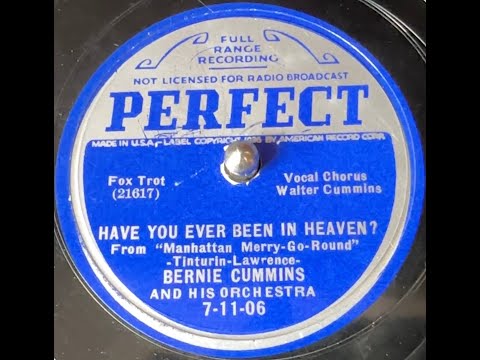 FULL
RANGE
RECORDING
NOT LICENSED FOR RADIO BROADCAST
PERFECT
MADE IN U.S.A.-LABEL COPYRIGHT 1936 BY AMERICAN RECORD CORP.
Fox Trot
(21617)
Vocal Chorus
Walter Cummins
HAVE YOU EVER BEEN IN HEAVEN?
From "Manhattan Merry-Go-Round"
-Tinturin-Lawrence-
BERNIE CUMMINS
AND HIS ORCHESTRA
7-11-06